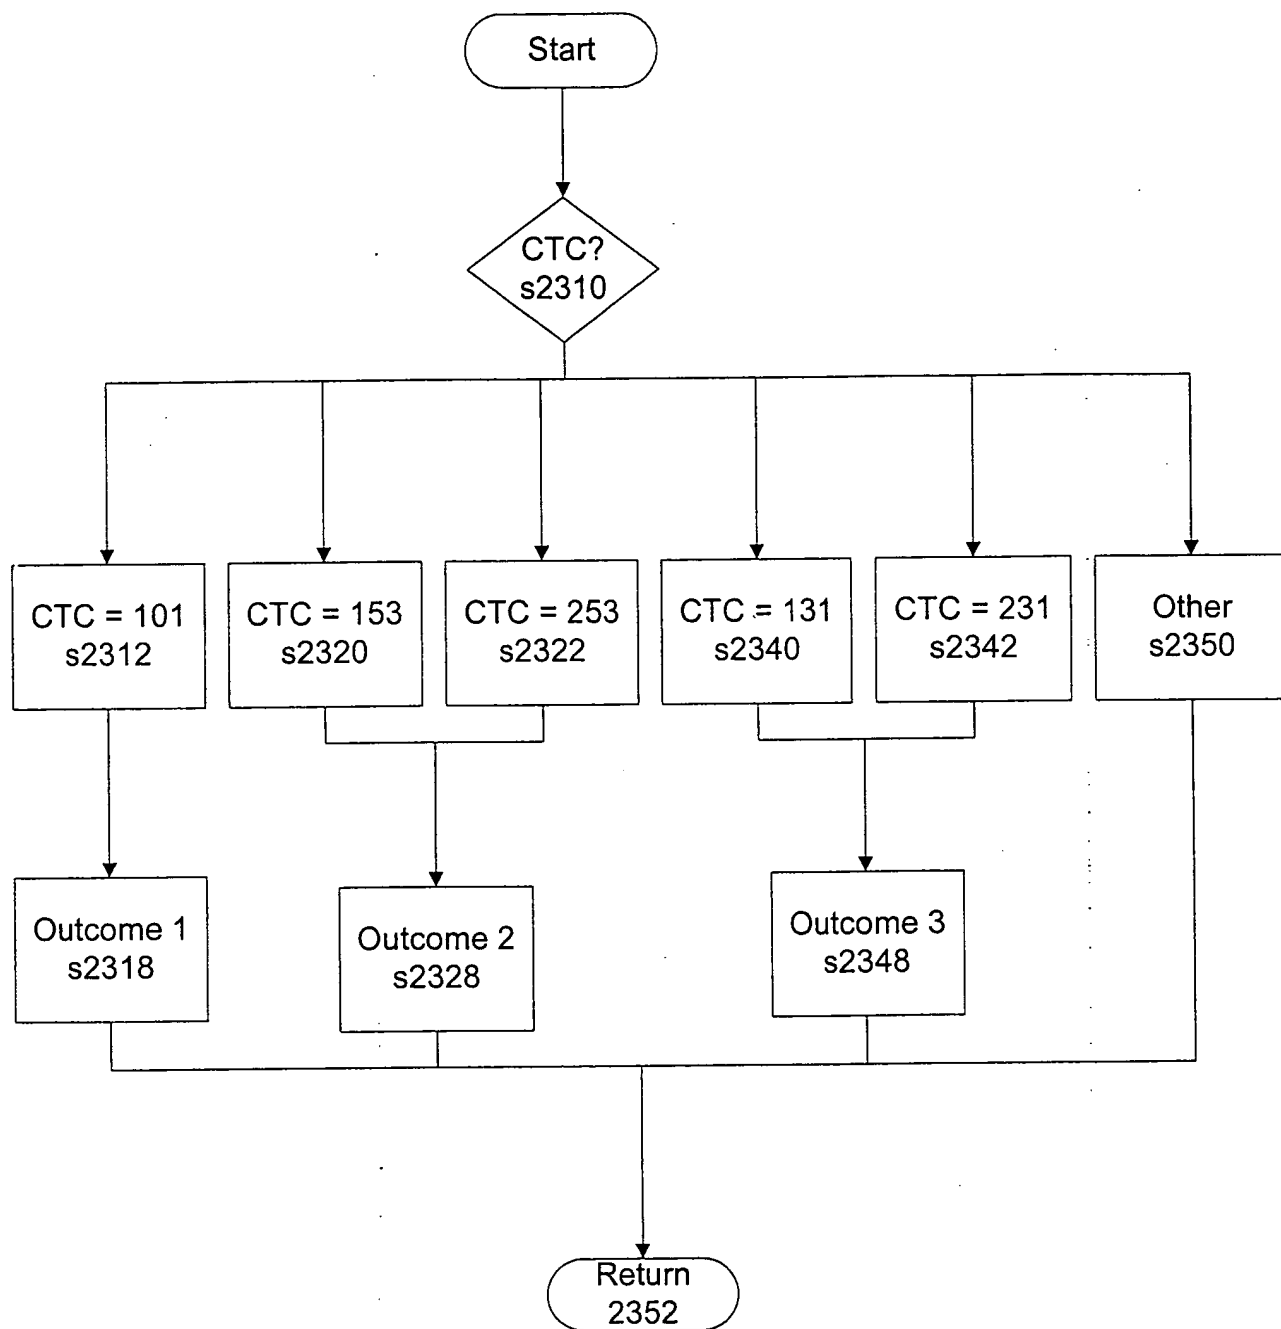 Start
CTC?
s2310
CTC = 101
s2312
CTC = 153
s2320
CTC = 253
s2322
CTC = 131
s2340
CTC = 231
s2342
Other
s2350
Outcome 1
s2318
Outcome 2
s2328
Outcome 3
s2348
Return
2352